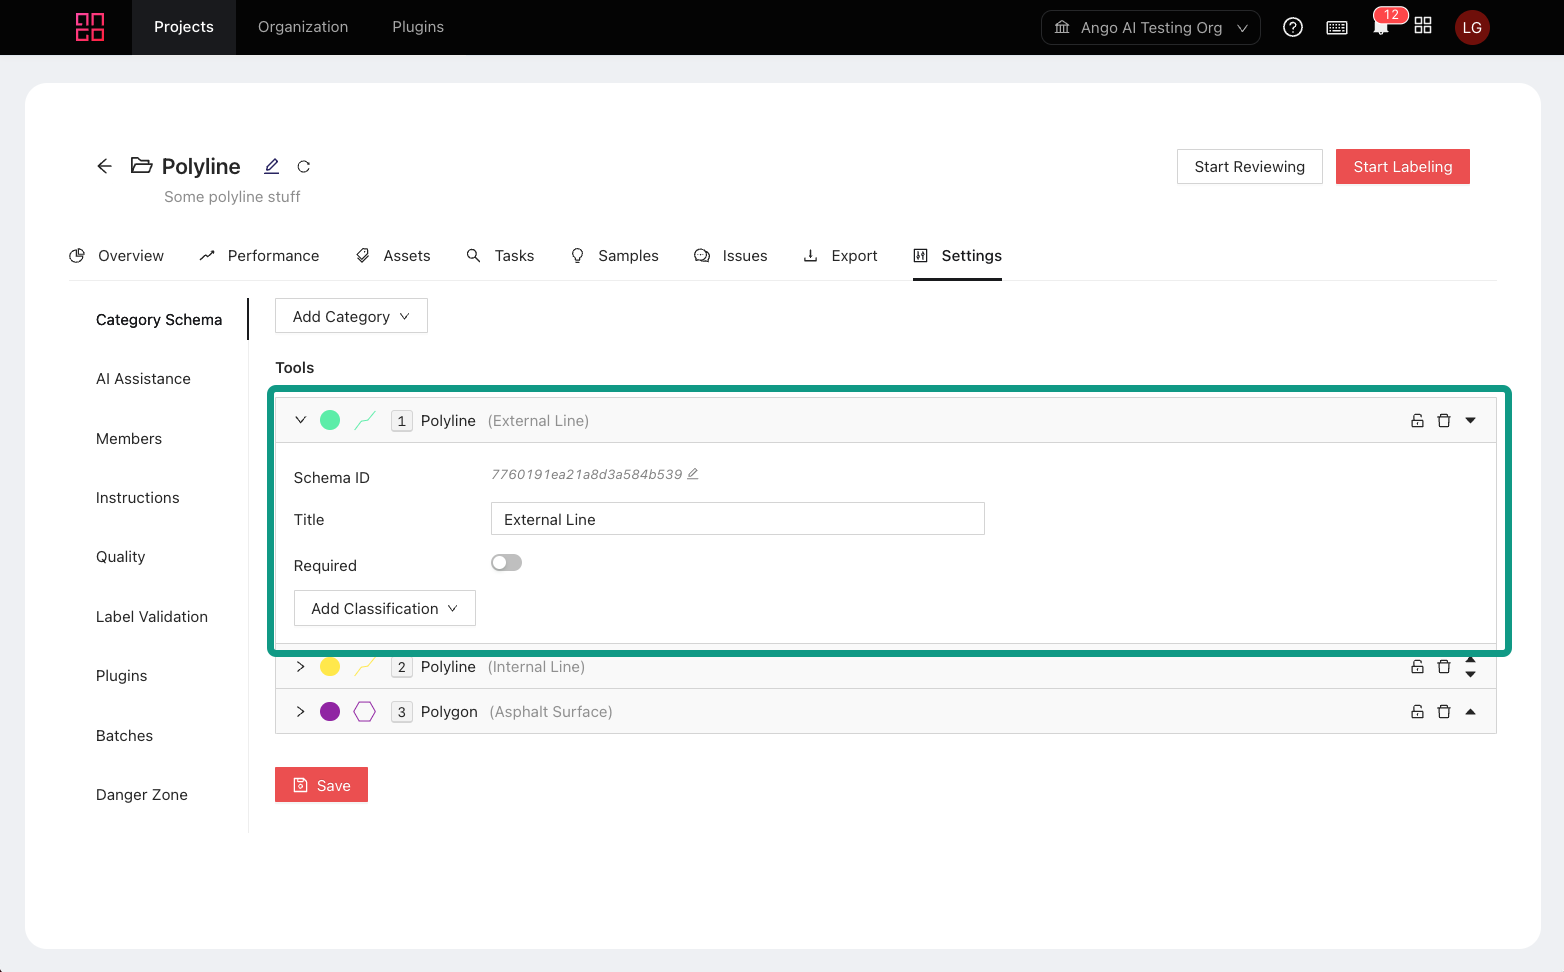 Projects Organization Plugins Ango AI Testing Org 12 LG
Polyline Start Reviewing Start Labeling
Some polyline stuff
Overview Performance Assets Tasks Samples Issues Export Settings
Category Schema
AI Assistance
Members
Instructions
Quality
Label Validation
Plugins
Batches
Danger Zone
Add Category
Tools
1 Polyline (External Line)
Schema ID 7760191ea21a8d3a584b539
Title External Line
Required
Add Classification
2 Polyline (Internal Line)
3 Polygon (Asphalt Surface)
Save